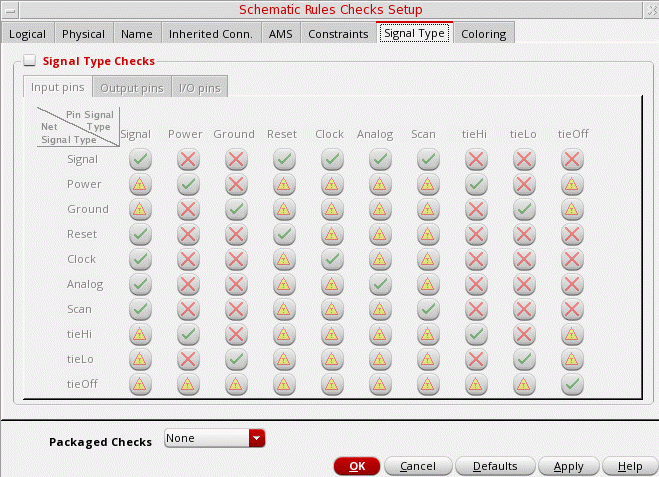 Schematic Rules Checks Setup
Logical Physical Name Inherited Conn. AMS Constraints Signal Type Coloring
Signal Type Checks
Input pins Output pins I/O pins
Pin Signal
Net Type
Signal Type
Signal Power Ground Reset Clock Analog Scan tieHi tieLo tieOff
Signal
Power
Ground
Reset
Clock
Analog
Scan
tieHi
tieLo
tieOff
Packaged Checks None
OK Cancel Defaults Apply Help